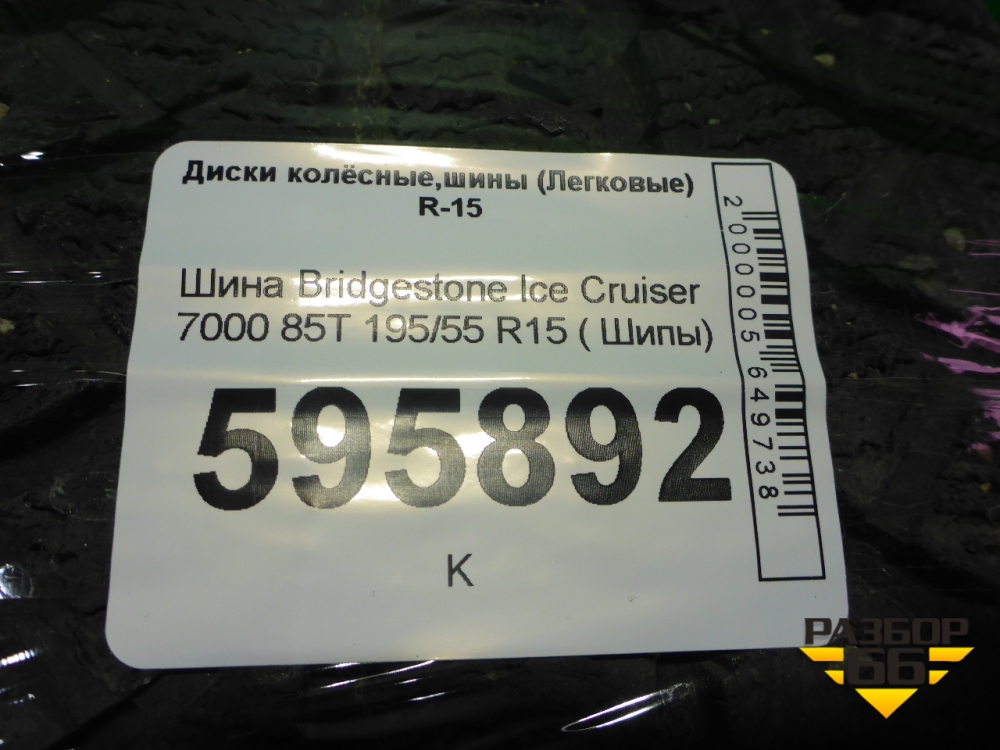 Диски колёсные,шины (Легковые)
R-15
Шина Bridgestone Ice Cruiser
7000 85T 195/55 R15 ( Шипы)
595892
K
2000005649738
РАЗБОР
66